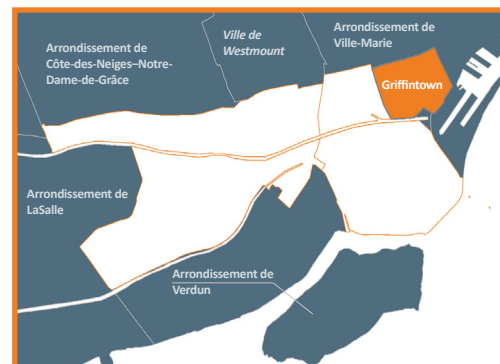 Arrondissement de
Côte-des-Neiges–Notre-
Dame-de-Grâce
Ville de
Westmount
Arrondissement de
Ville-Marie
Griffintown
Arrondissement de
LaSalle
Arrondissement de
Verdun